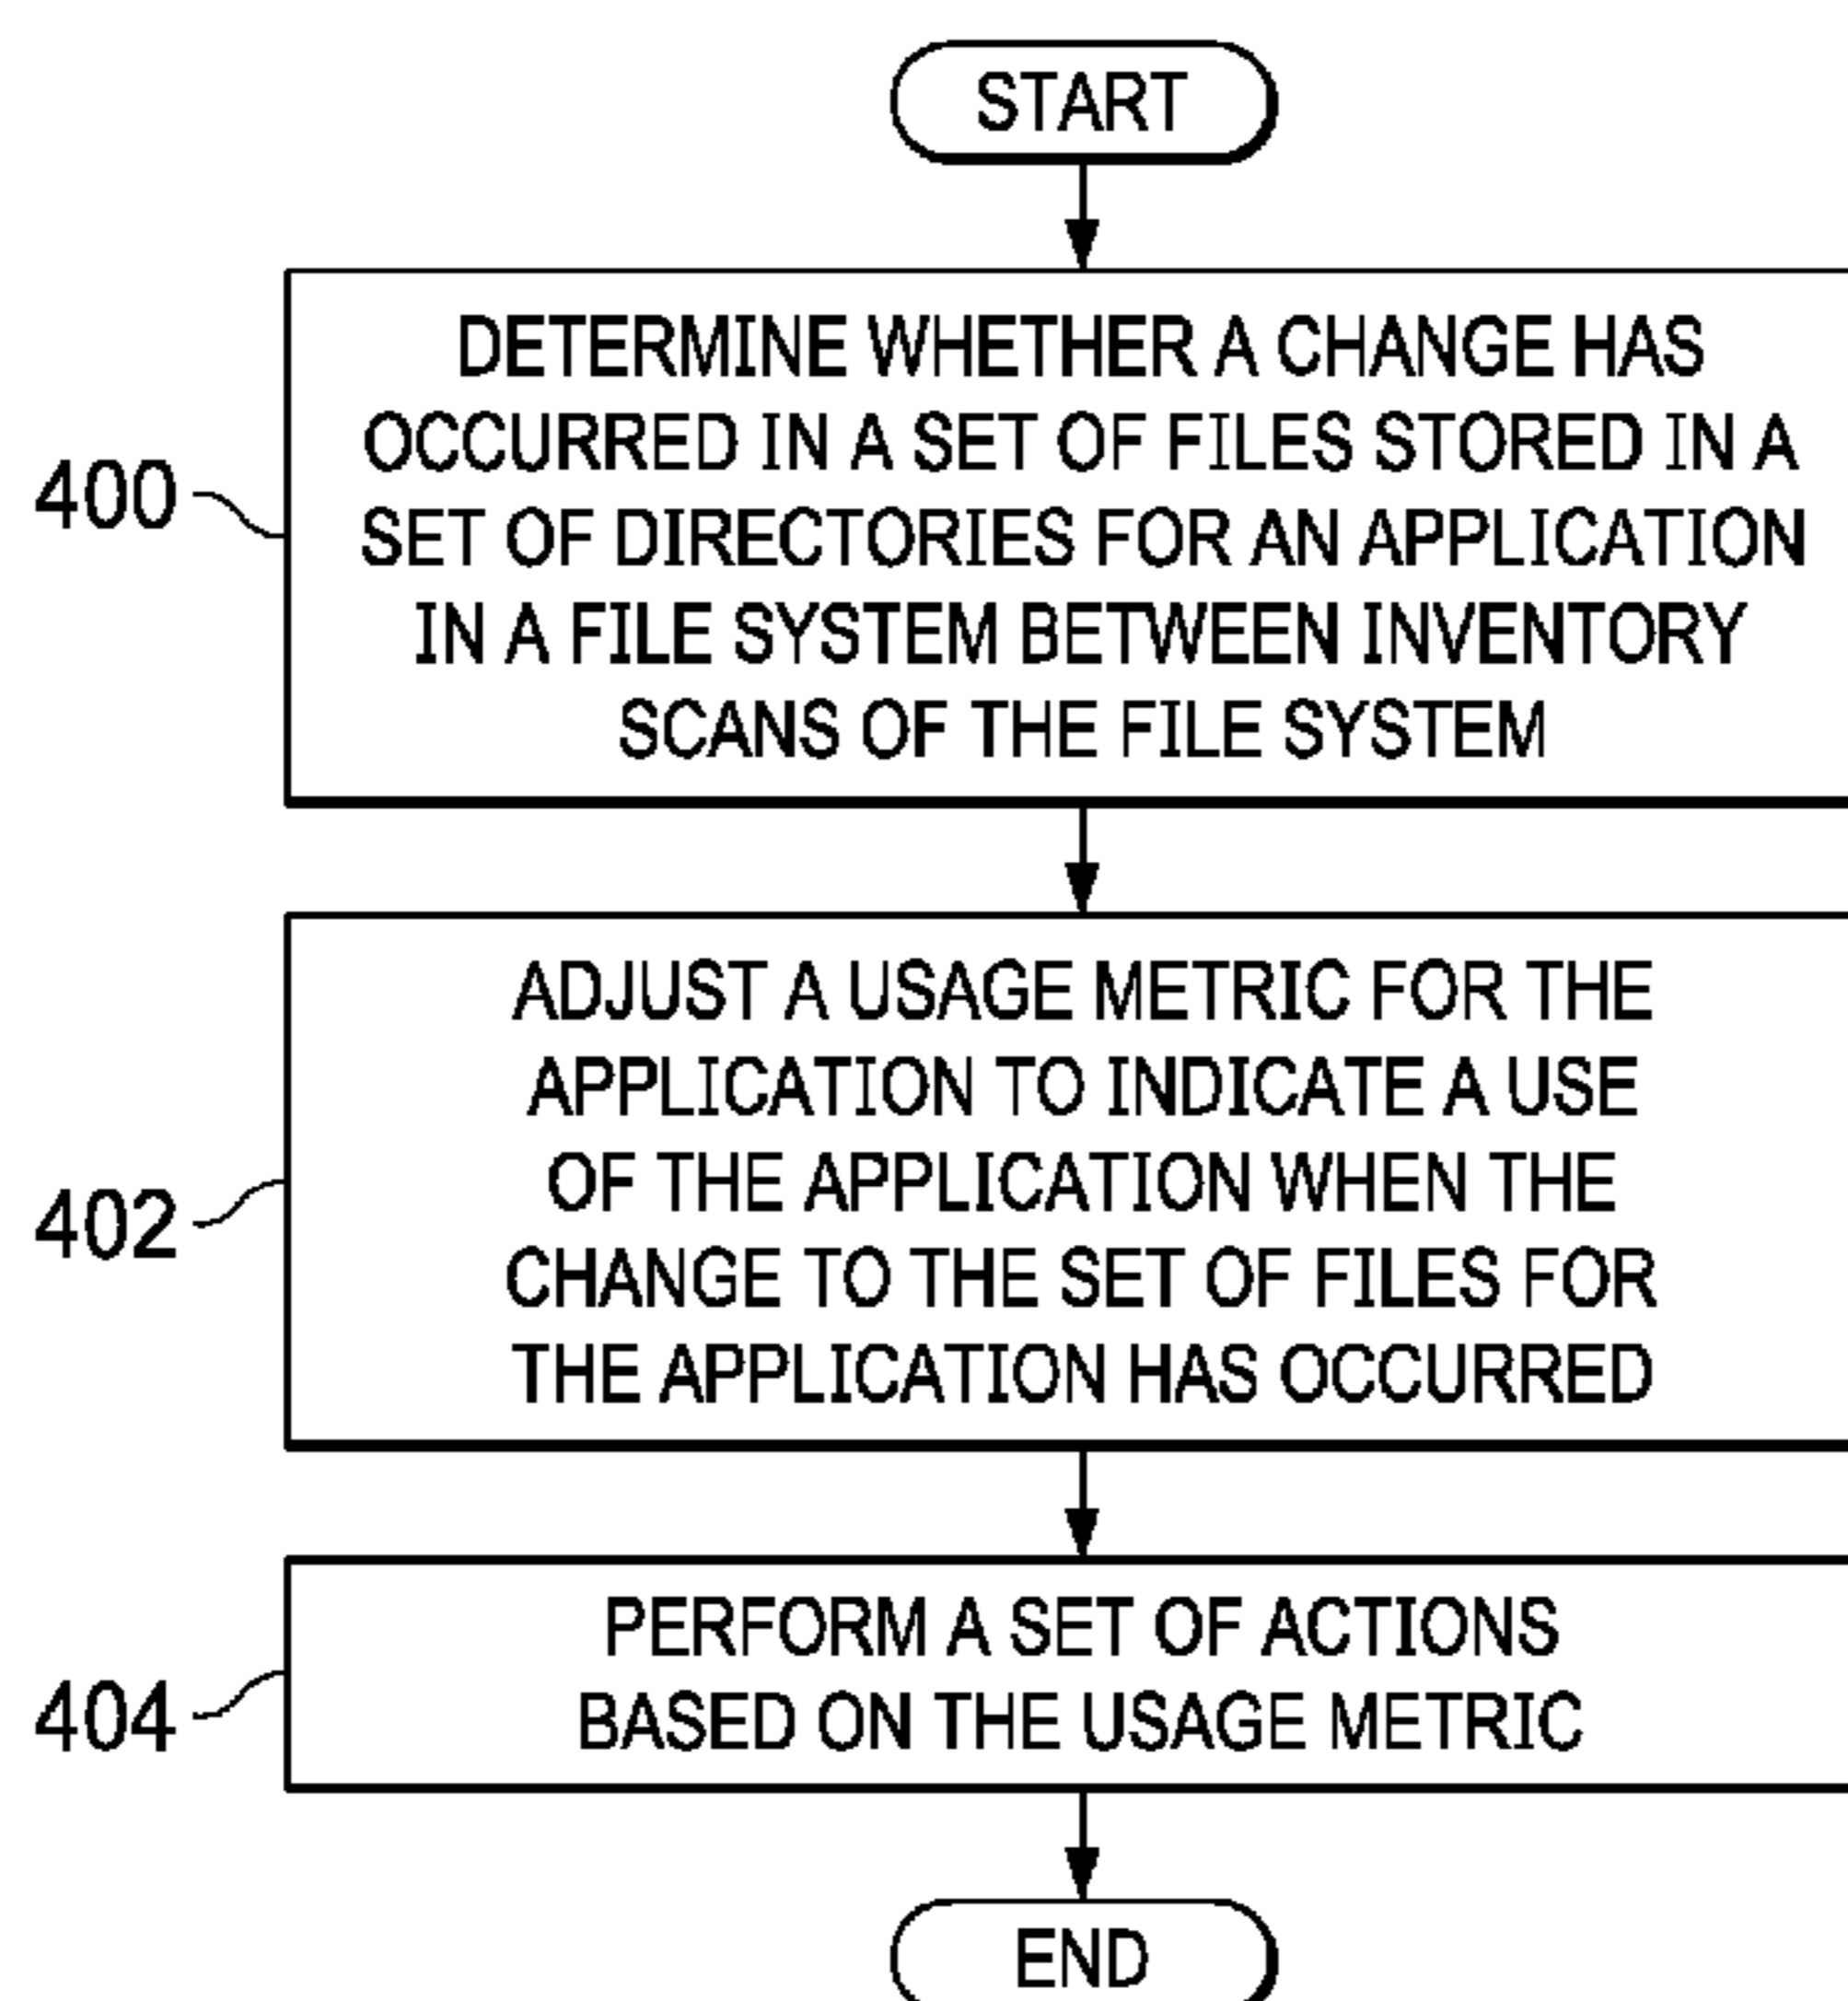 START
DETERMINE WHETHER A CHANGE HAS
OCCURRED IN A SET OF FILES STORED IN A
400
SET OF DIRECTORIES FOR AN APPLICATION
IN A FILE SYSTEM BETWEEN INVENTORY
SCANS OF THE FILE SYSTEM
ADJUST A USAGE METRIC FOR THE
APPLICATION TO INDICATE A USE
OF THE APPLICATION WHEN THE
402
CHANGE TO THE SET OF FILES FOR
THE APPLICATION HAS OCCURRED
PERFORM A SET OF ACTIONS
404
BASED ON THE USAGE METRIC
END